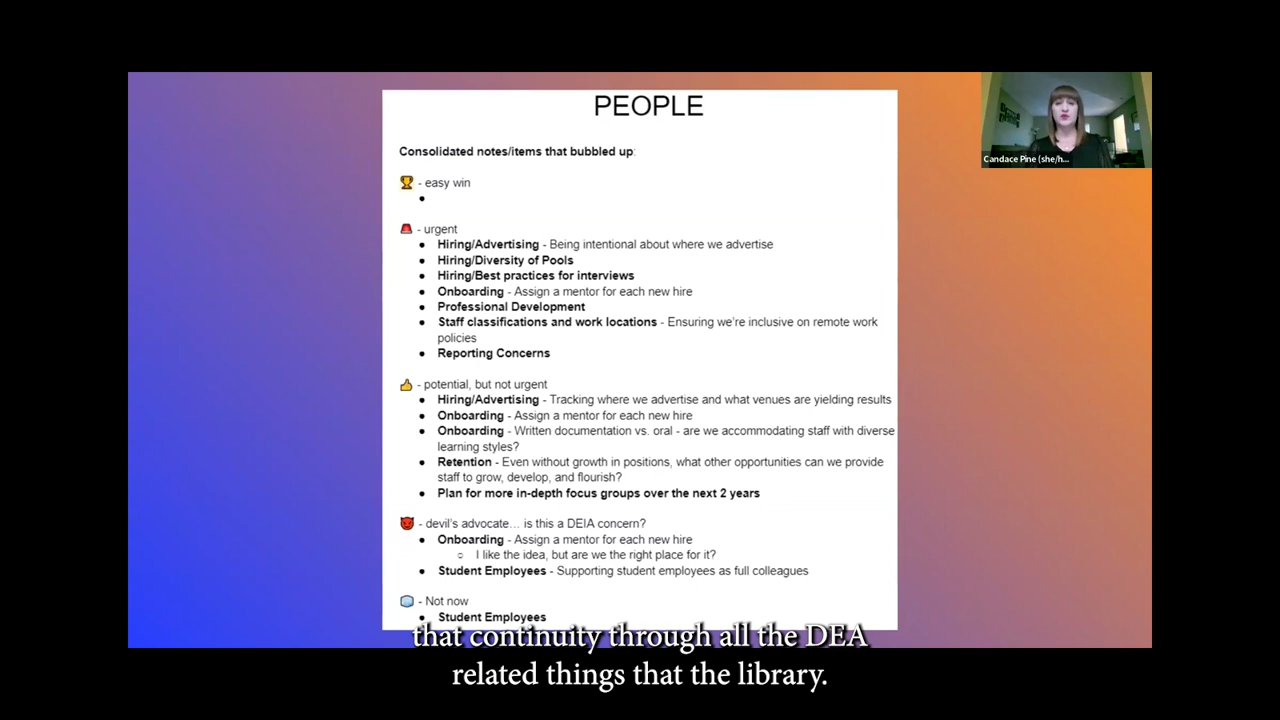 PEOPLE
Candace Pine (she/h...
Consolidated notes/items that bubbled up:
🏆 - easy win
●
🚨 - urgent
● Hiring/Advertising - Being intentional about where we advertise
● Hiring/Diversity of Pools
● Hiring/Best practices for interviews
● Onboarding - Assign a mentor for each new hire
● Professional Development
● Staff classifications and work locations - Ensuring we're inclusive on remote work
policies
● Reporting Concerns
👍 - potential, but not urgent
● Hiring/Advertising - Tracking where we advertise and what venues are yielding results
● Onboarding - Assign a mentor for each new hire
● Onboarding - Written documentation vs. oral - are we accommodating staff with diverse
learning styles?
● Retention - Even without growth in positions, what other opportunities can we provide
staff to grow, develop, and flourish?
● Plan for more in-depth focus groups over the next 2 years
😈 - devil's advocate... is this a DEIA concern?
● Onboarding - Assign a mentor for each new hire
○ I like the idea, but are we the right place for it?
● Student Employees - Supporting student employees as full colleagues
🧊 - Not now
● Student Employees
that continuity through all the DEA
related things that the library.